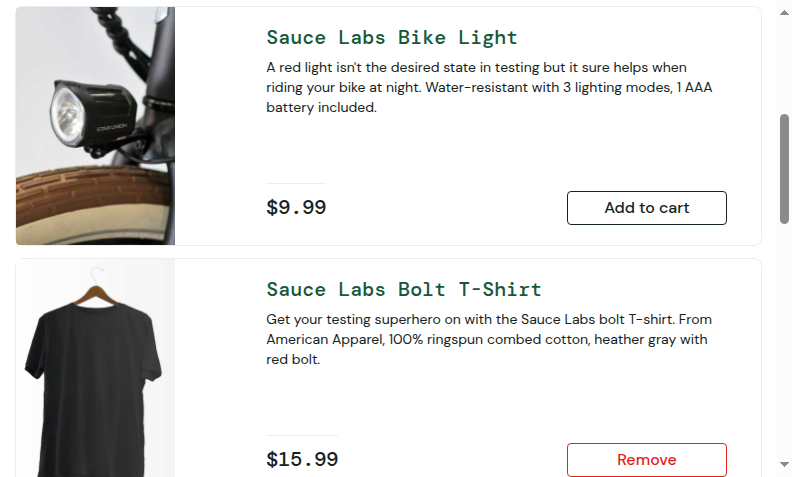 Sauce Labs Bike Light
A red light isn't the desired state in testing but it sure helps when
riding your bike at night. Water-resistant with 3 lighting modes, 1 AAA
battery included.
$9.99
Add to cart
Sauce Labs Bolt T-Shirt
Get your testing superhero on with the Sauce Labs bolt T-shirt. From
American Apparel, 100% ringspun combed cotton, heather gray with
red bolt.
$15.99
Remove